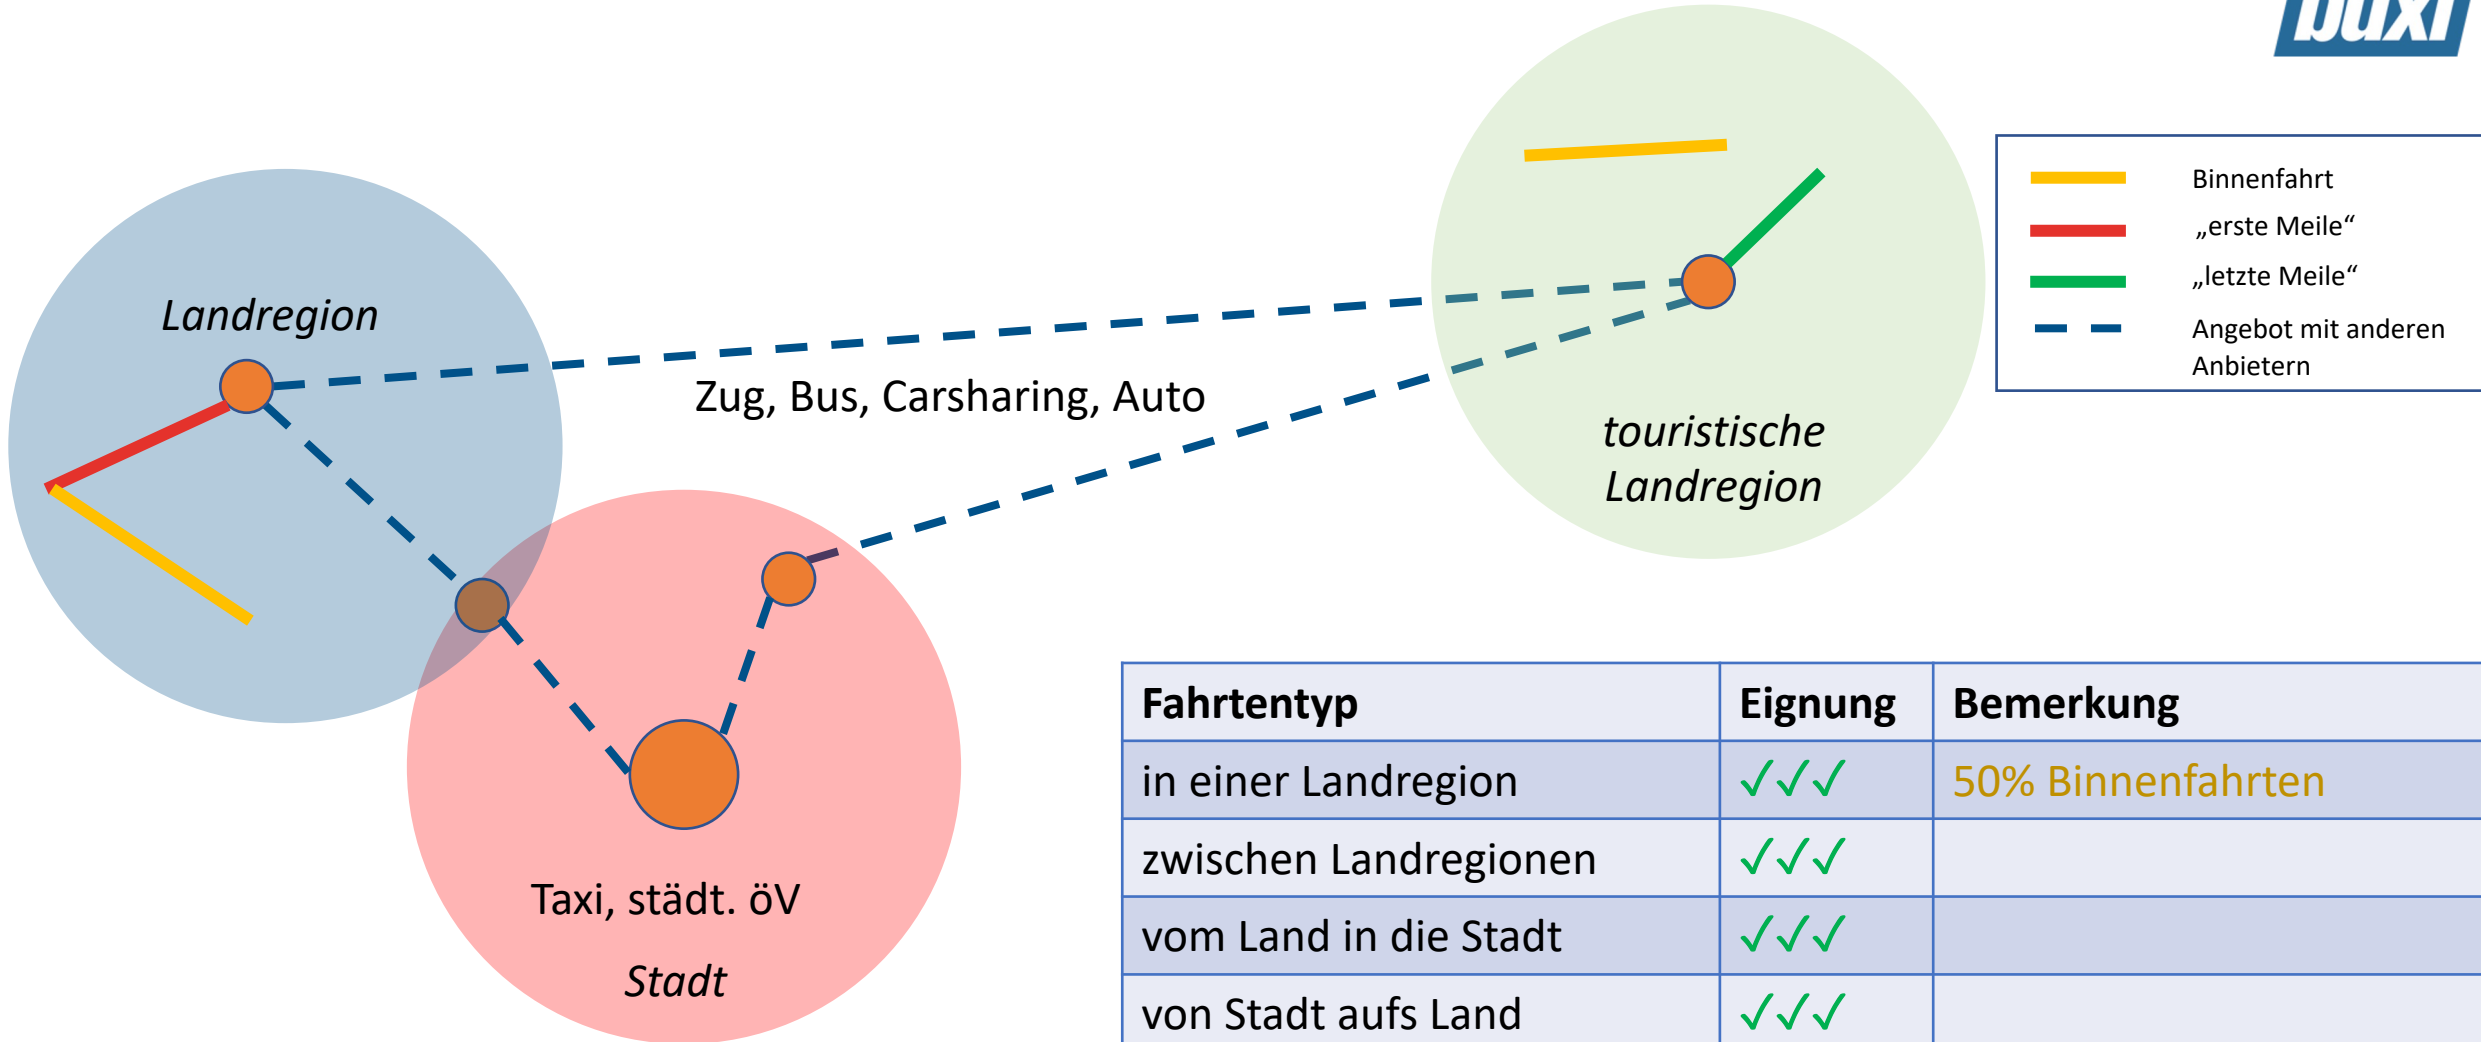 buxi
Binnenfahrt
„erste Meile“
„letzte Meile“
Angebot mit anderen
Anbietern
Landregion
Zug, Bus, Carsharing, Auto
touristische
Landregion
Taxi, städt. öV
Stadt
Fahrtentyp Eignung Bemerkung
in einer Landregion ✓✓✓ 50% Binnenfahrten
zwischen Landregionen ✓✓✓
vom Land in die Stadt ✓✓✓
von Stadt aufs Land ✓✓✓